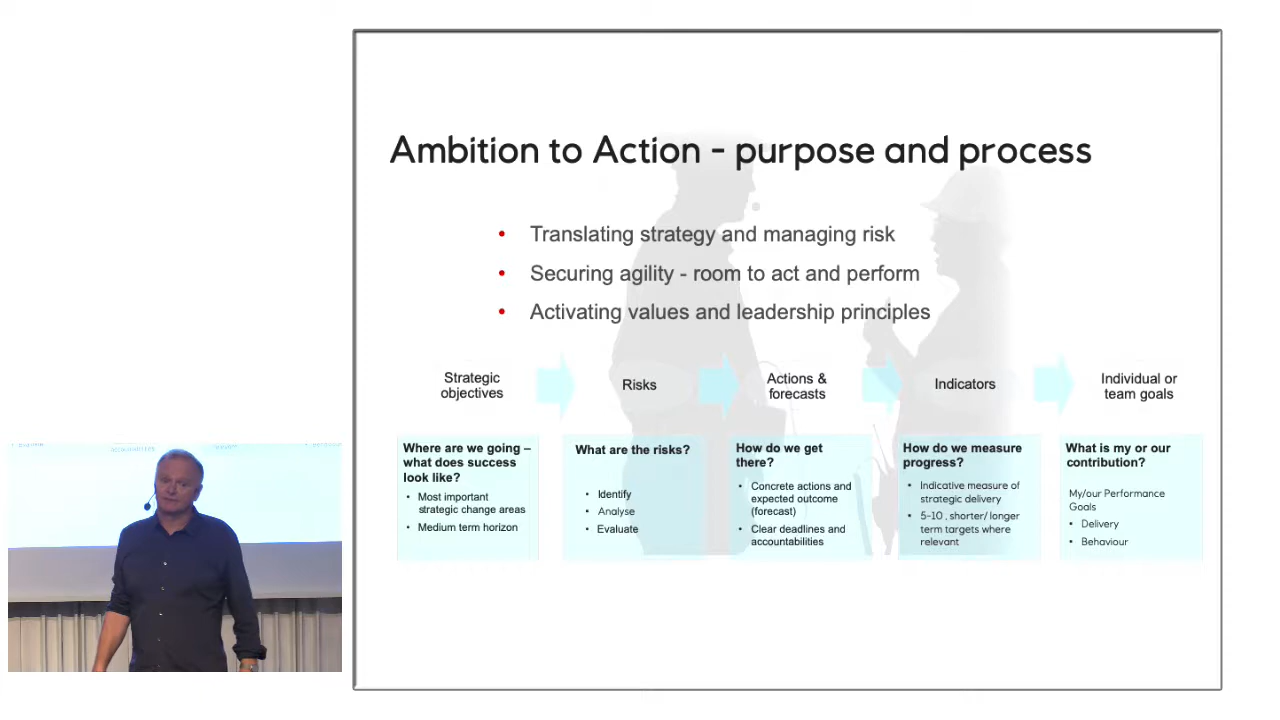 Ambition to Action - purpose and process
• Translating strategy and managing risk
• Securing agility - room to act and perform
• Activating values and leadership principles
Strategic
objectives
Risks
Actions &
forecasts
Indicators
Individual or
team goals
Where are we going –
what does success
look like?
• Most important
strategic change areas
• Medium term horizon
What are the risks?
• Identify
• Analyse
• Evaluate
How do we get
there?
• Concrete actions and
expected outcome
(forecast)
• Clear deadlines and
accountabilities
How do we measure
progress?
• Indicative measure of
strategic delivery
• 5-10 , shorter/ longer
term targets where
relevant
What is my or our
contribution?
My/our Performance
Goals
• Delivery
• Behaviour